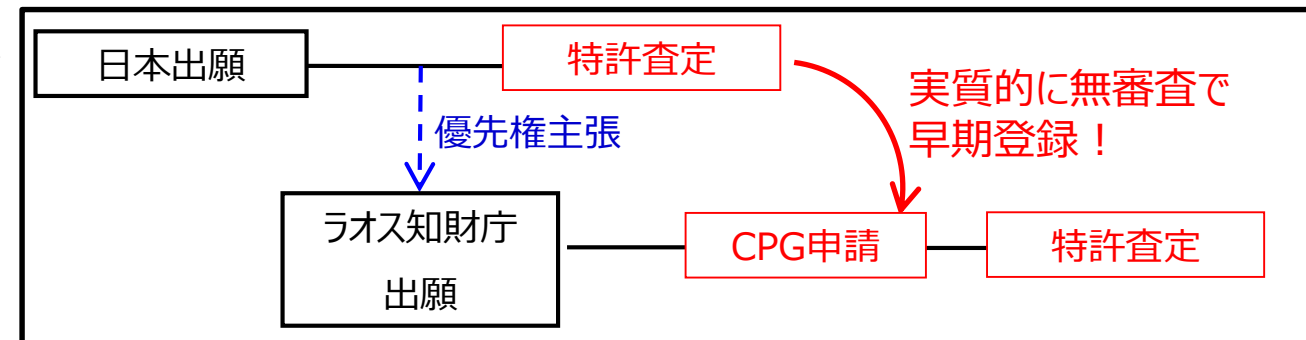 日本出願
特許査定
実質的に無審査で
早期登録！
優先権主張
ラオス知財庁
出願
CPG申請
特許査定